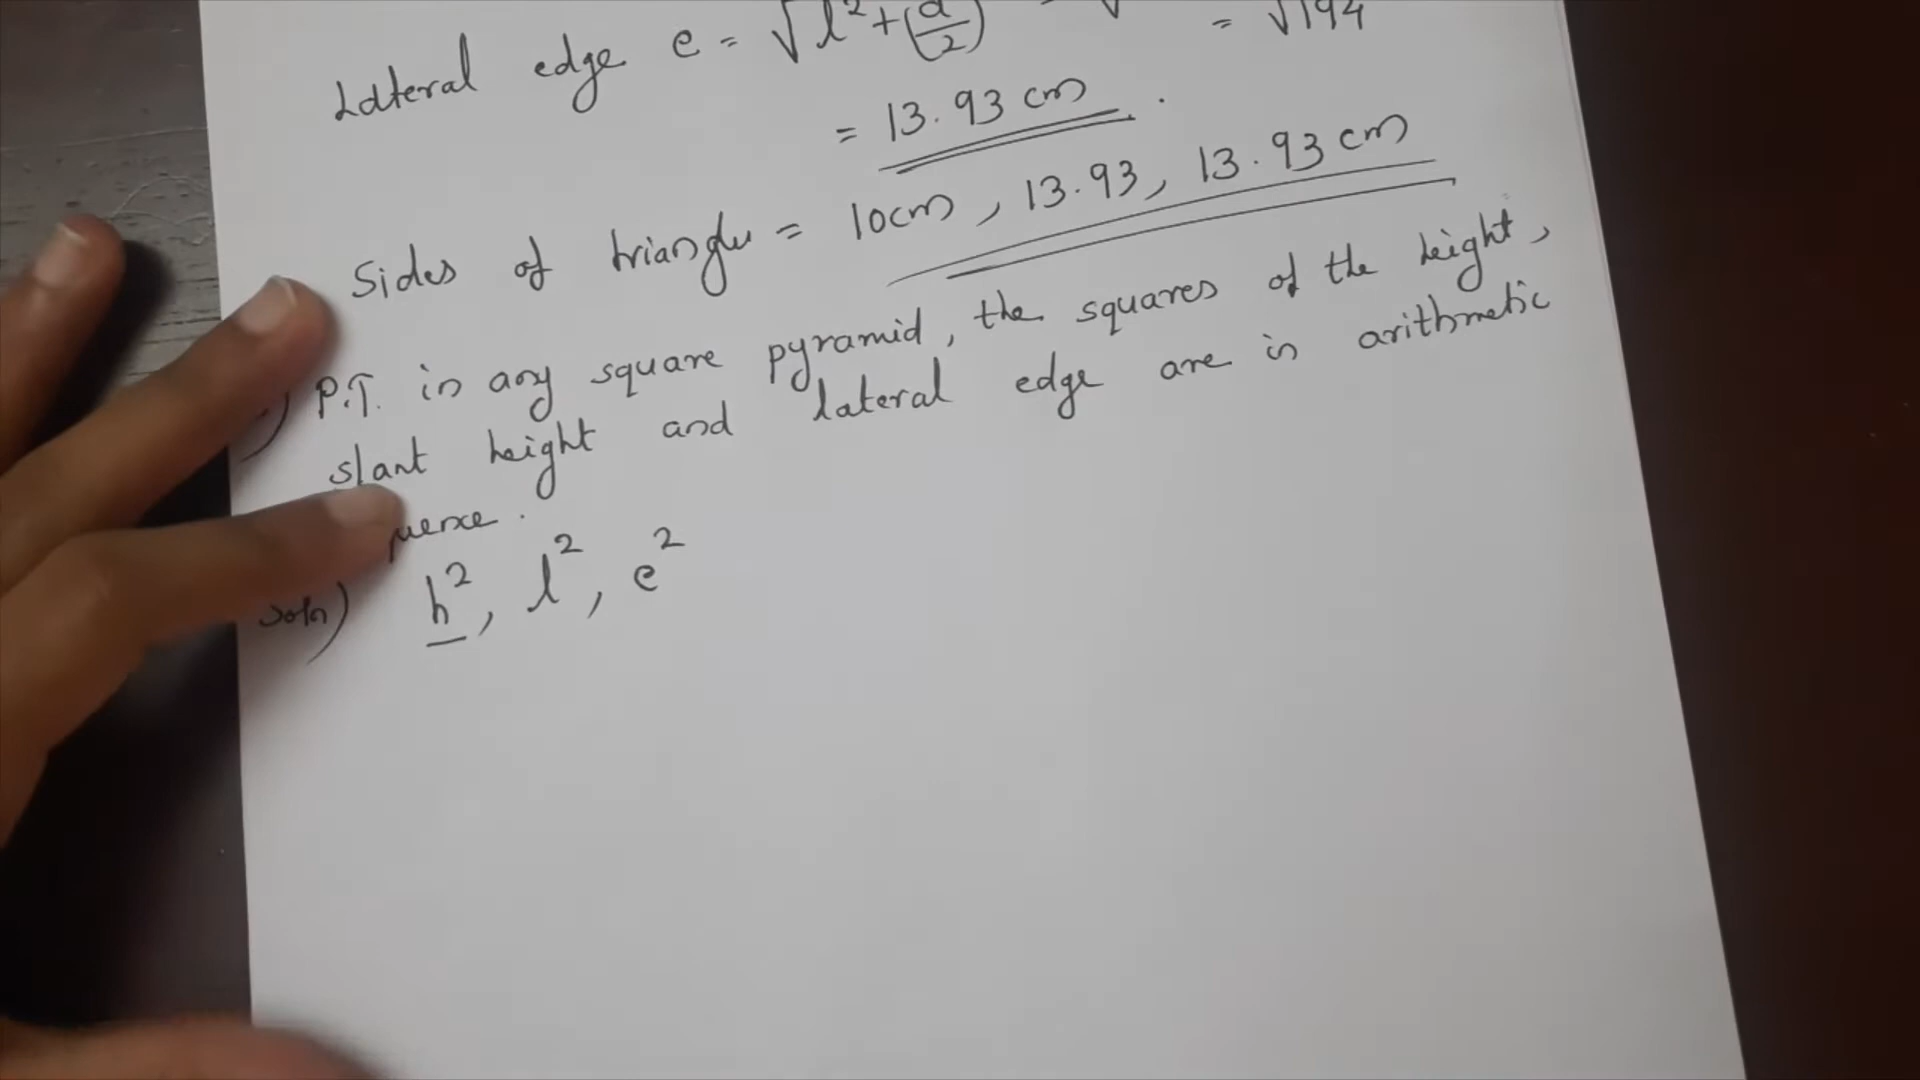 Lateral edge e = √l²+(a/2) = √194
= 13.93 cm .
Sides of triangle = 10cm , 13.93, 13.93 cm
) P.T. in any square pyramid, the squares of the height,
slant height and lateral edge are in arithmetic
quence .
Soln) h², l², e²